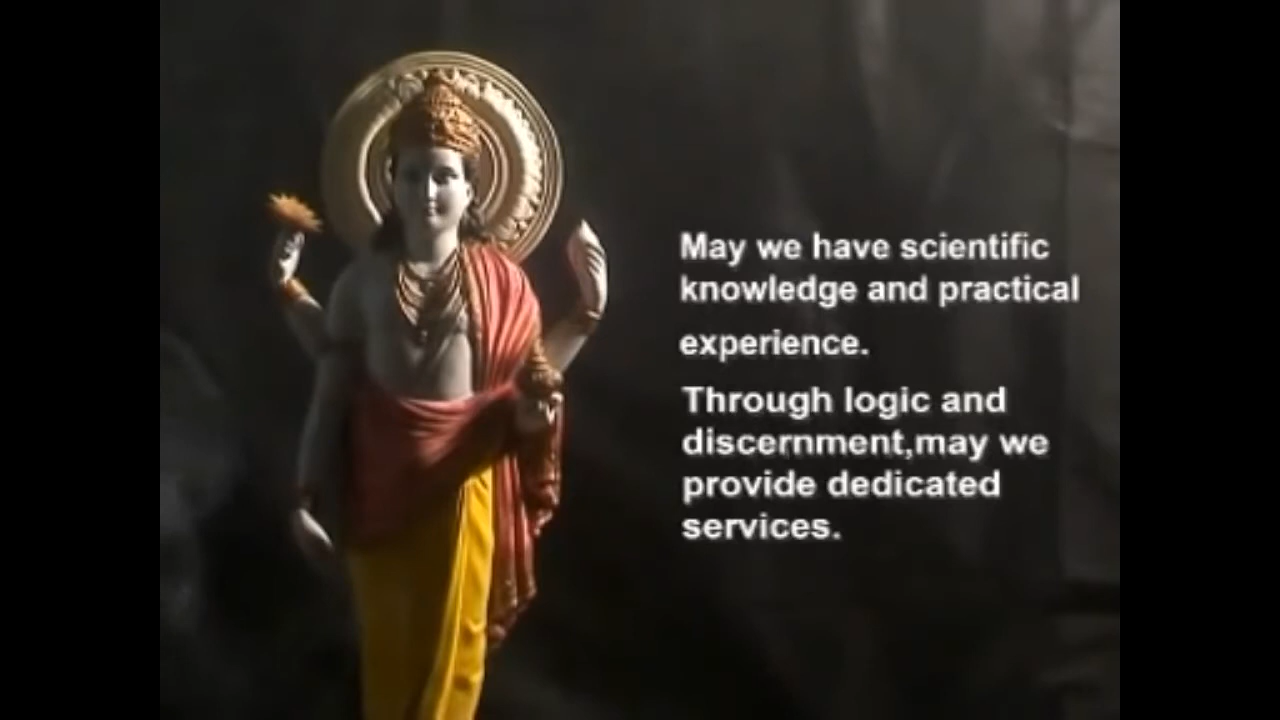 May we have scientific
knowledge and practical
experience.
Through logic and
discernment,may we
provide dedicated
services.